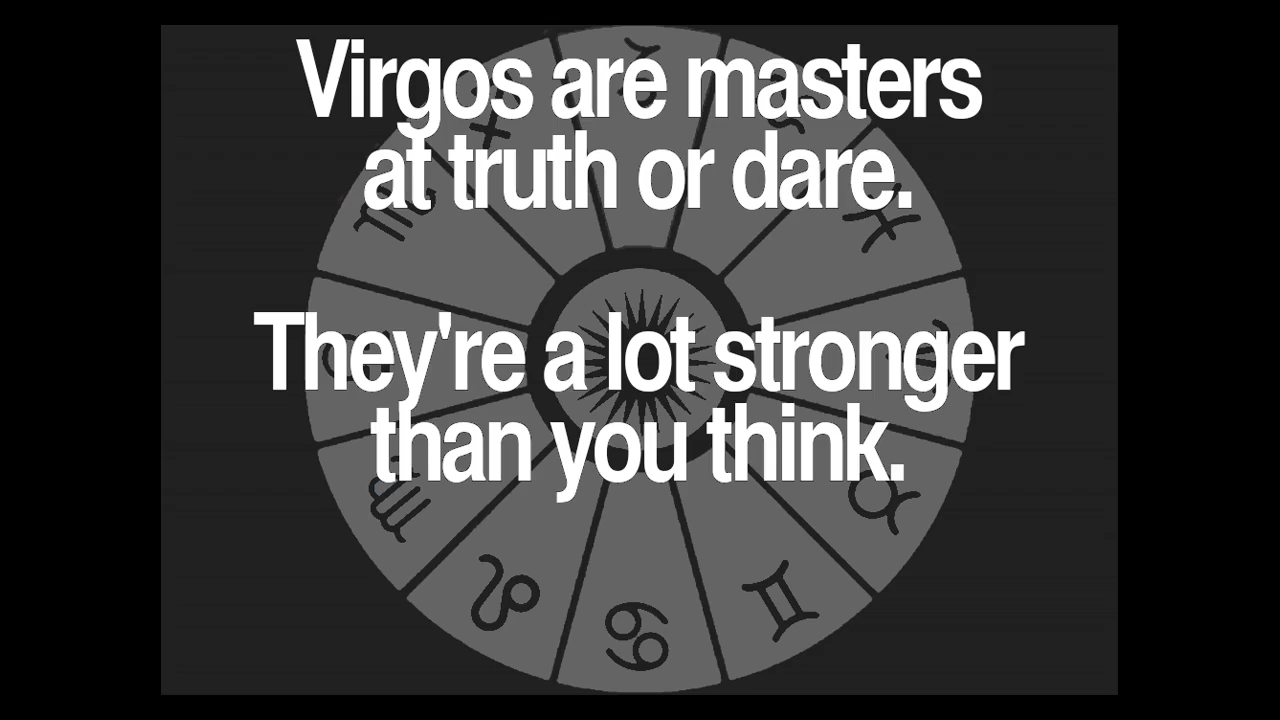 Virgos are masters
at truth or dare.
They're a lot stronger
than you think.